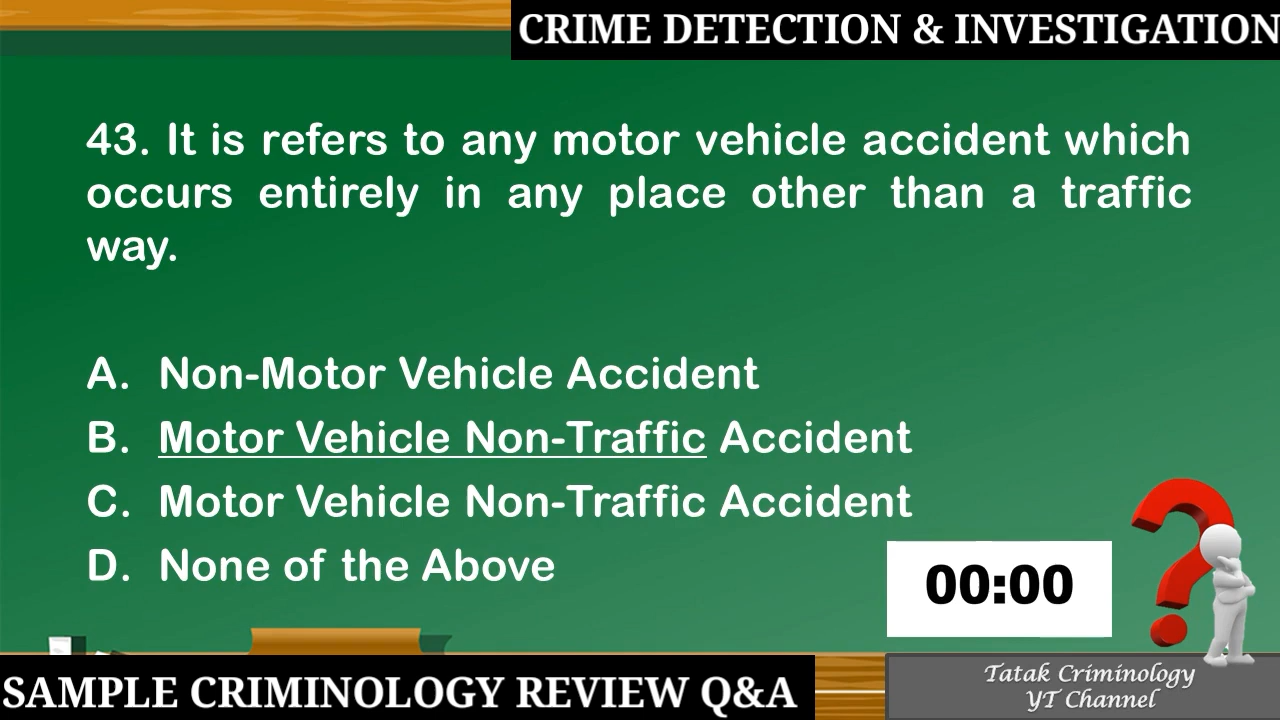 CRIME DETECTION & INVESTIGATION
43. It is refers to any motor vehicle accident which
occurs entirely in any place other than a traffic
way.
A. Non-Motor Vehicle Accident
B. Motor Vehicle Non-Traffic Accident
C. Motor Vehicle Non-Traffic Accident
D. None of the Above
00:00
SAMPLE CRIMINOLOGY REVIEW Q&A
Tatak Criminology
YT Channel